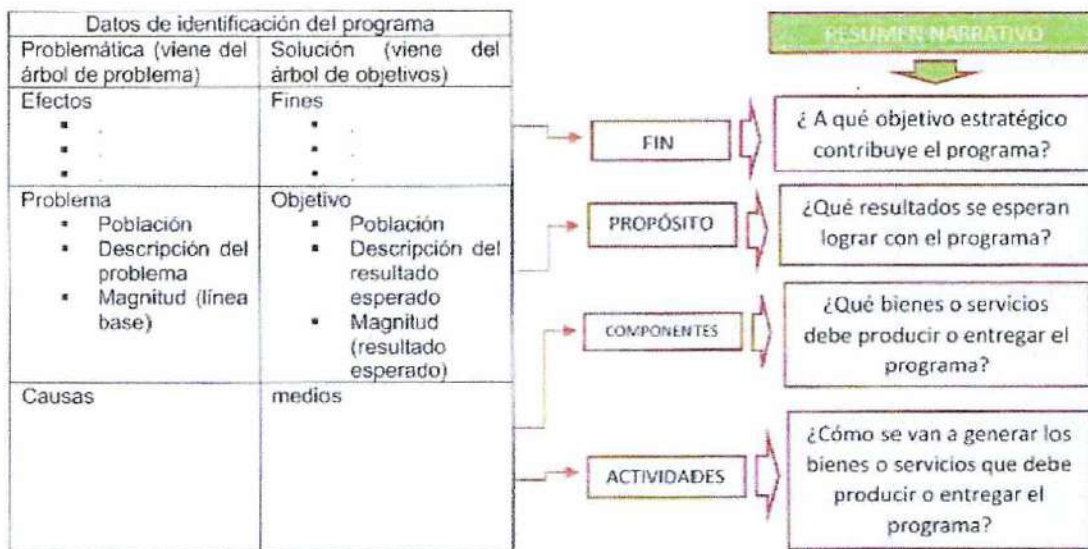 Datos de identificación del programa
Problemática (viene del
árbol de problema)
Solución (viene del
árbol de objetivos)
Efectos
Fines
Problema
▪ Población
▪ Descripción del
problema
▪ Magnitud (línea
base)
Objetivo
▪ Población
▪ Descripción del
resultado
esperado
▪ Magnitud
(resultado
esperado)
Causas
medios
RESUMEN NARRATIVO
FIN
¿ A qué objetivo estratégico
contribuye el programa?
PROPÓSITO
¿Qué resultados se esperan
lograr con el programa?
COMPONENTES
¿Qué bienes o servicios
debe producir o entregar el
programa?
ACTIVIDADES
¿Cómo se van a generar los
bienes o servicios que debe
producir o entregar el
programa?